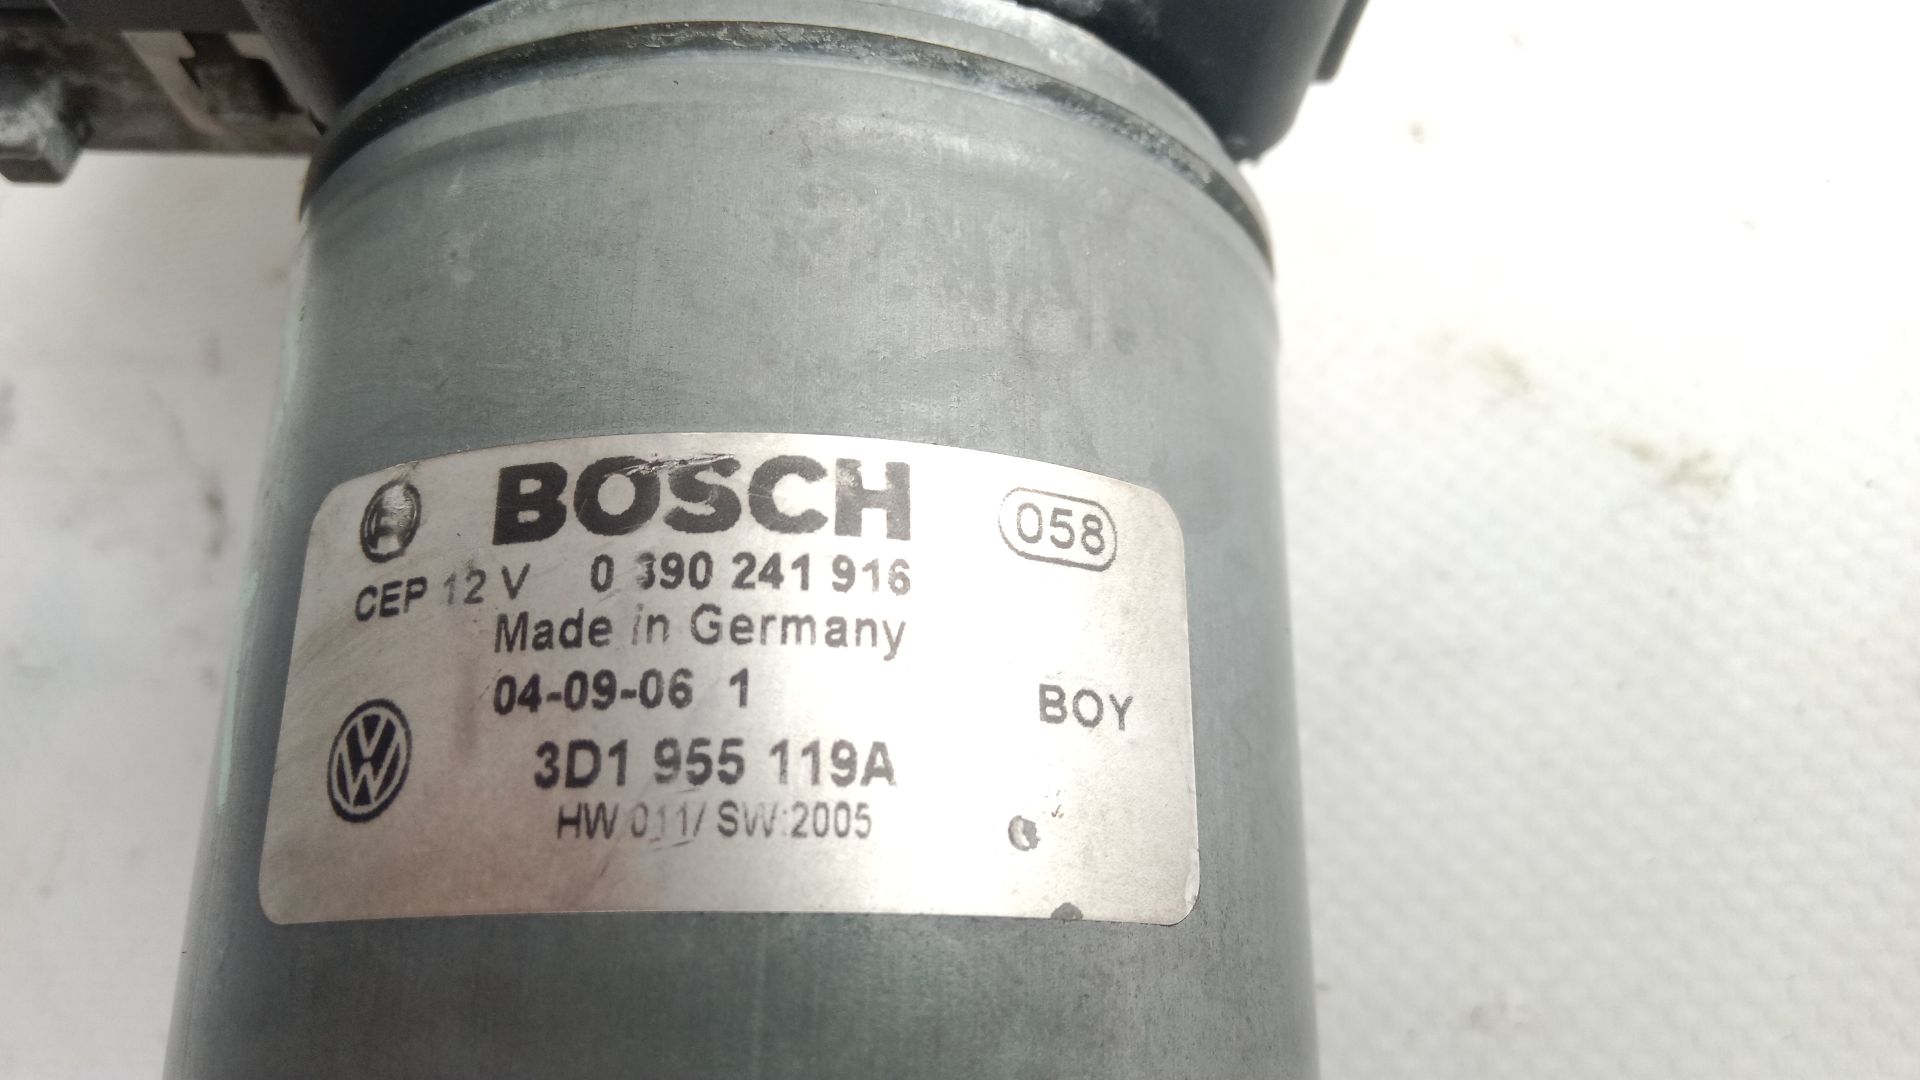 BOSCH 058
CEP 12 V 0 390 241 916
Made in Germany
04-09-06 1 BOY
3D1 955 119A
HW:011/ SW:2005